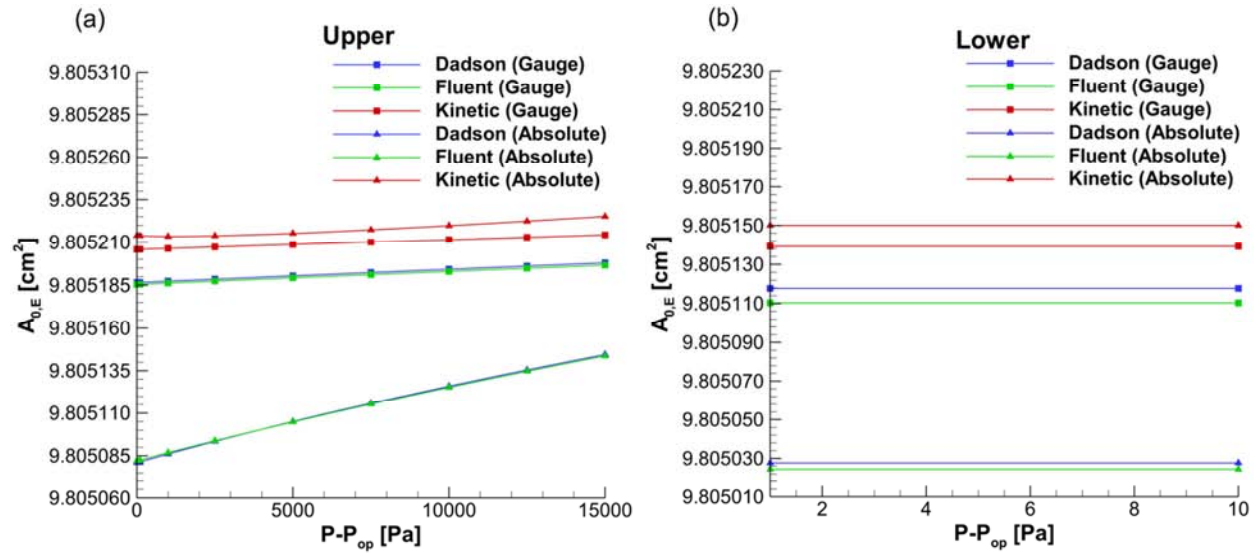 (a)
Upper
Dadson (Gauge)
Fluent (Gauge)
Kinetic (Gauge)
Dadson (Absolute)
Fluent (Absolute)
Kinetic (Absolute)
9.805310
9.805285
9.805260
9.805235
9.805210
9.805185
9.805160
9.805135
9.805110
9.805085
9.805060
A0,E [cm2]
0
5000
10000
15000
P-Pop [Pa]
(b)
Lower
Dadson (Gauge)
Fluent (Gauge)
Kinetic (Gauge)
Dadson (Absolute)
Fluent (Absolute)
Kinetic (Absolute)
9.805230
9.805210
9.805190
9.805170
9.805150
9.805130
9.805110
9.805090
9.805070
9.805050
9.805030
9.805010
A0,E [cm2]
2
4
6
8
10
P-Pop [Pa]